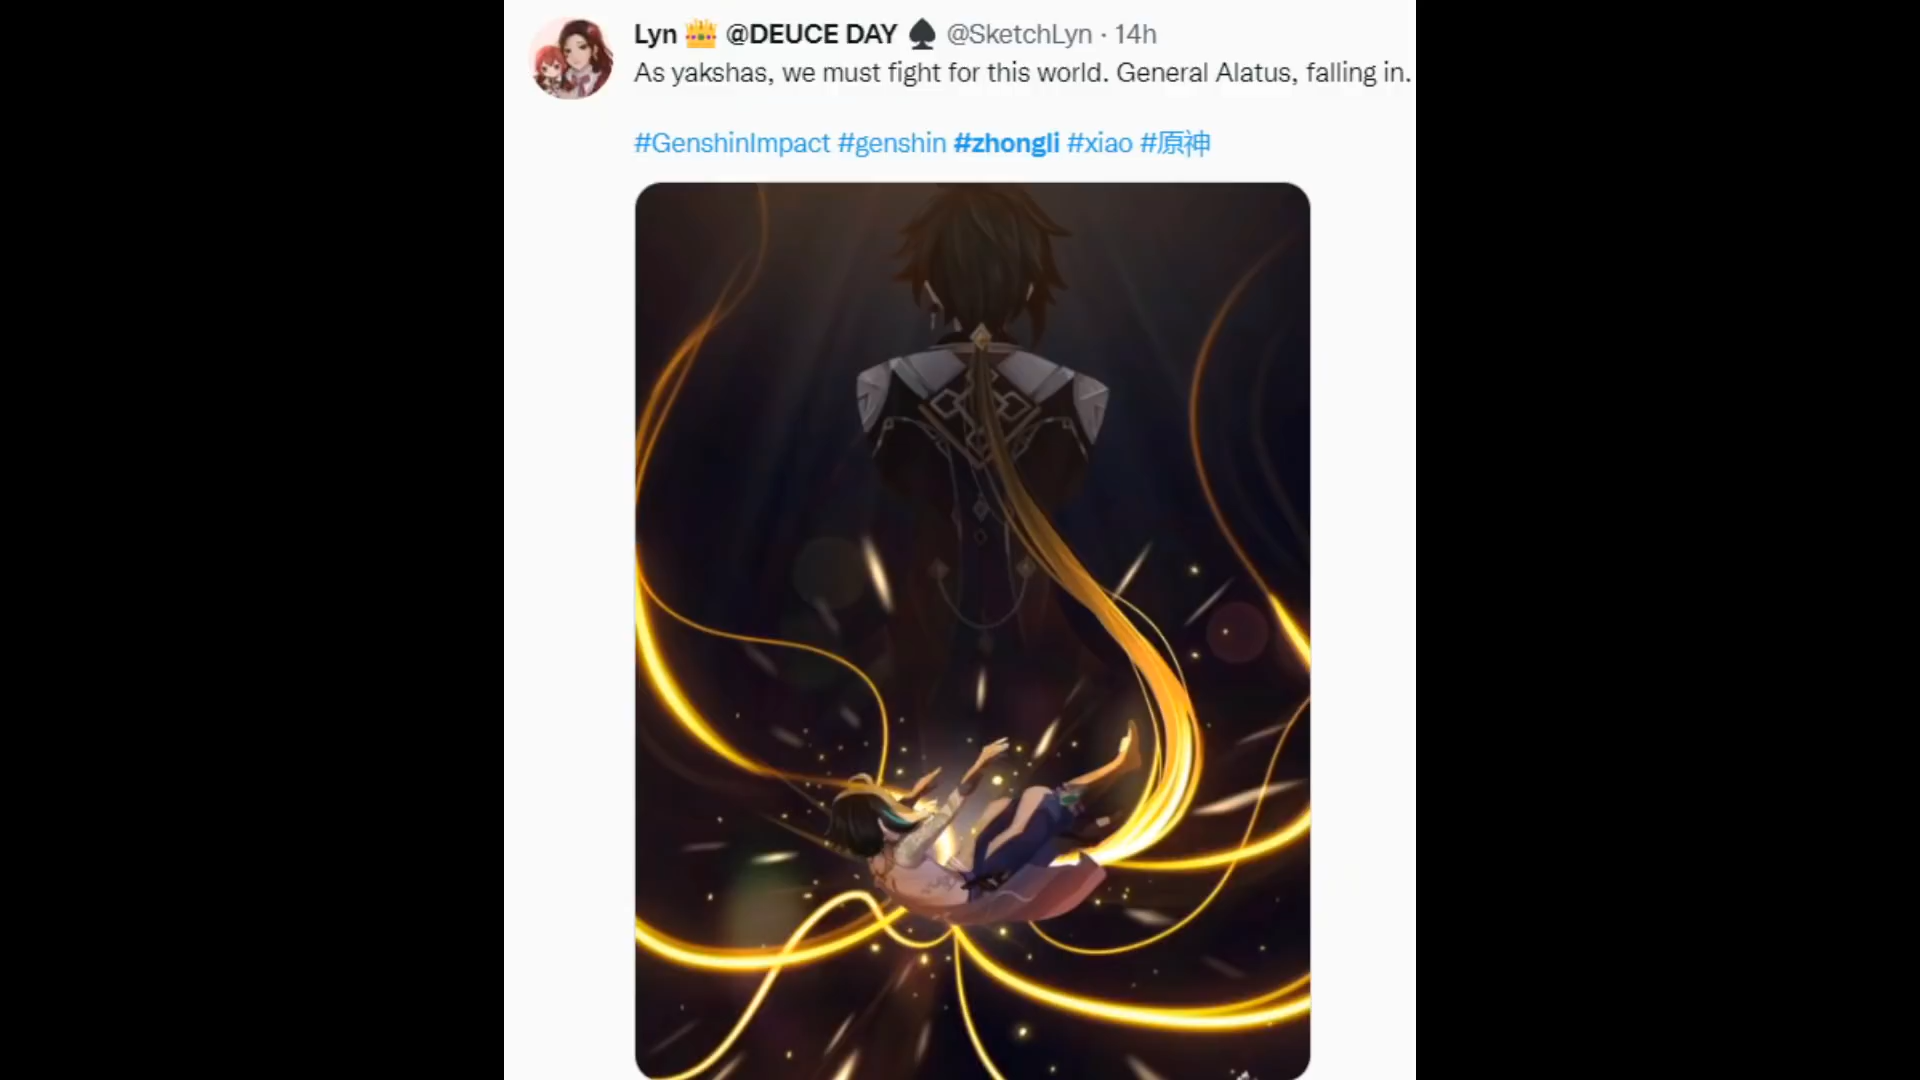 Lyn 👑 @DEUCE DAY ♠ @SketchLyn · 14h
As yakshas, we must fight for this world. General Alatus, falling in.
#GenshinImpact #genshin #zhongli #xiao #原神